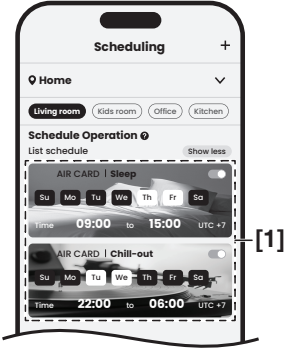 Scheduling +
Home
Living room Kids room Office Kitchen
Schedule Operation ?
List schedule Show less
AIR CARD | Sleep
Su Mo Tu We Th Fr Sa
Time 09:00 to 15:00 UTC +7
[1]
AIR CARD | Chill-out
Su Mo Tu We Th Fr Sa
Time 22:00 to 06:00 UTC +7